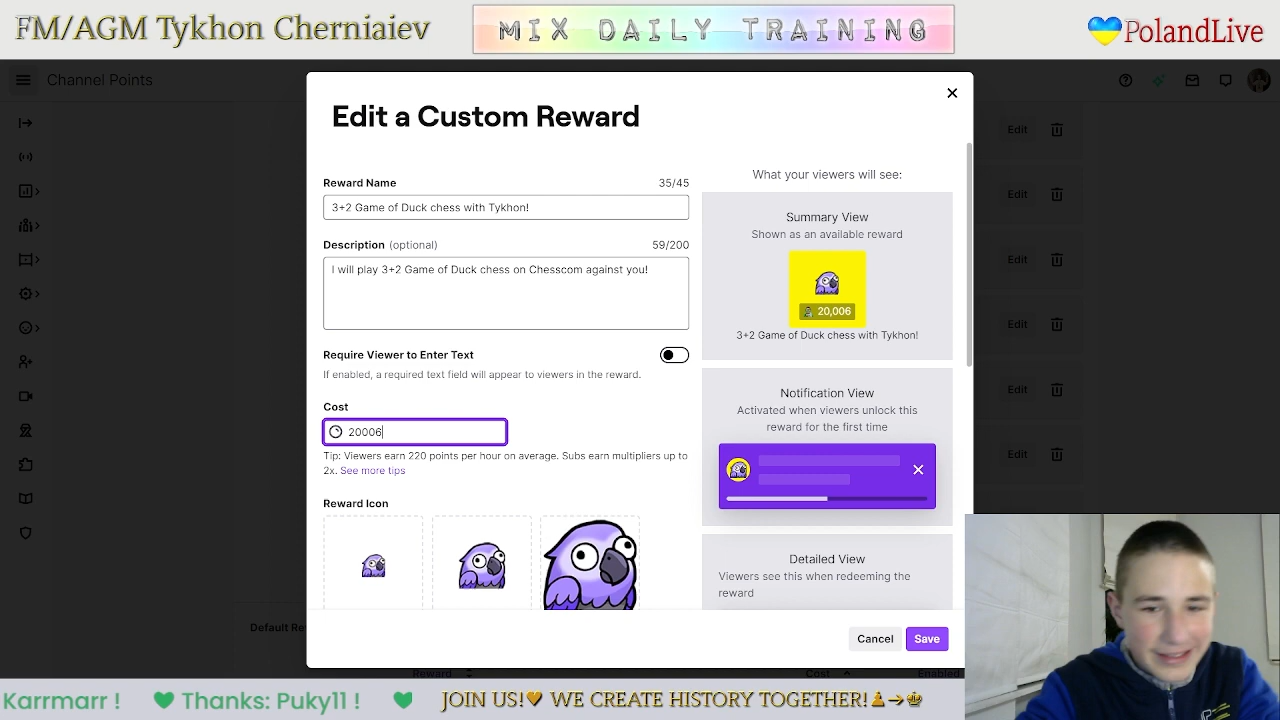 FM/AGM Tykhon Cherniaiev
MIX DAILY TRAINING
PolandLive
Channel Points
Edit a Custom Reward
Reward Name
35/45
3+2 Game of Duck chess with Tykhon!
Description (optional)
59/200
I will play 3+2 Game of Duck chess on Chesscom against you!
Require Viewer to Enter Text
If enabled, a required text field will appear to viewers in the reward.
Cost
20006
Tip: Viewers earn 220 points per hour on average. Subs earn multipliers up to
2x. See more tips
Reward Icon
What your viewers will see:
Summary View
Shown as an available reward
20,006
3+2 Game of Duck chess with Tykhon!
Notification View
Activated when viewers unlock this
reward for the first time
Detailed View
Viewers see this when redeeming the
reward
Cancel
Save
Edit
Edit
Edit
Edit
Edit
Edit
Default Re
Reward
Cost
Enabled
Karrmarr !
Thanks: Puky11 !
JOIN US! WE CREATE HISTORY TOGETHER!